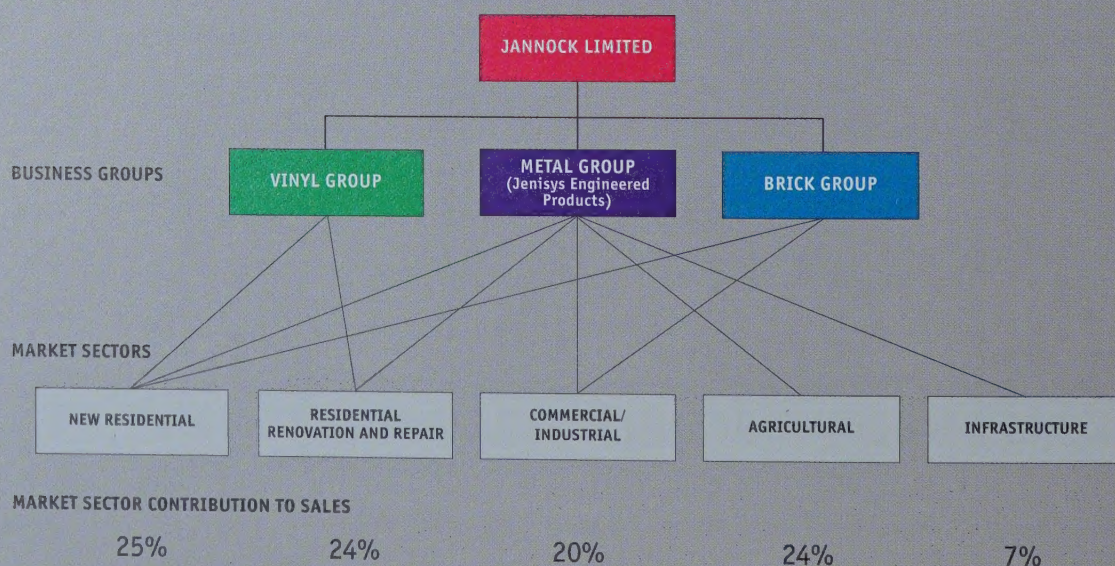 JANNOCK LIMITED
BUSINESS GROUPS
VINYL GROUP
METAL GROUP
(Jenisys Engineered
Products)
BRICK GROUP
MARKET SECTORS
NEW RESIDENTIAL
RESIDENTIAL
RENOVATION AND REPAIR
COMMERCIAL/
INDUSTRIAL
AGRICULTURAL
INFRASTRUCTURE
MARKET SECTOR CONTRIBUTION TO SALES
25% 24% 20% 24% 7%